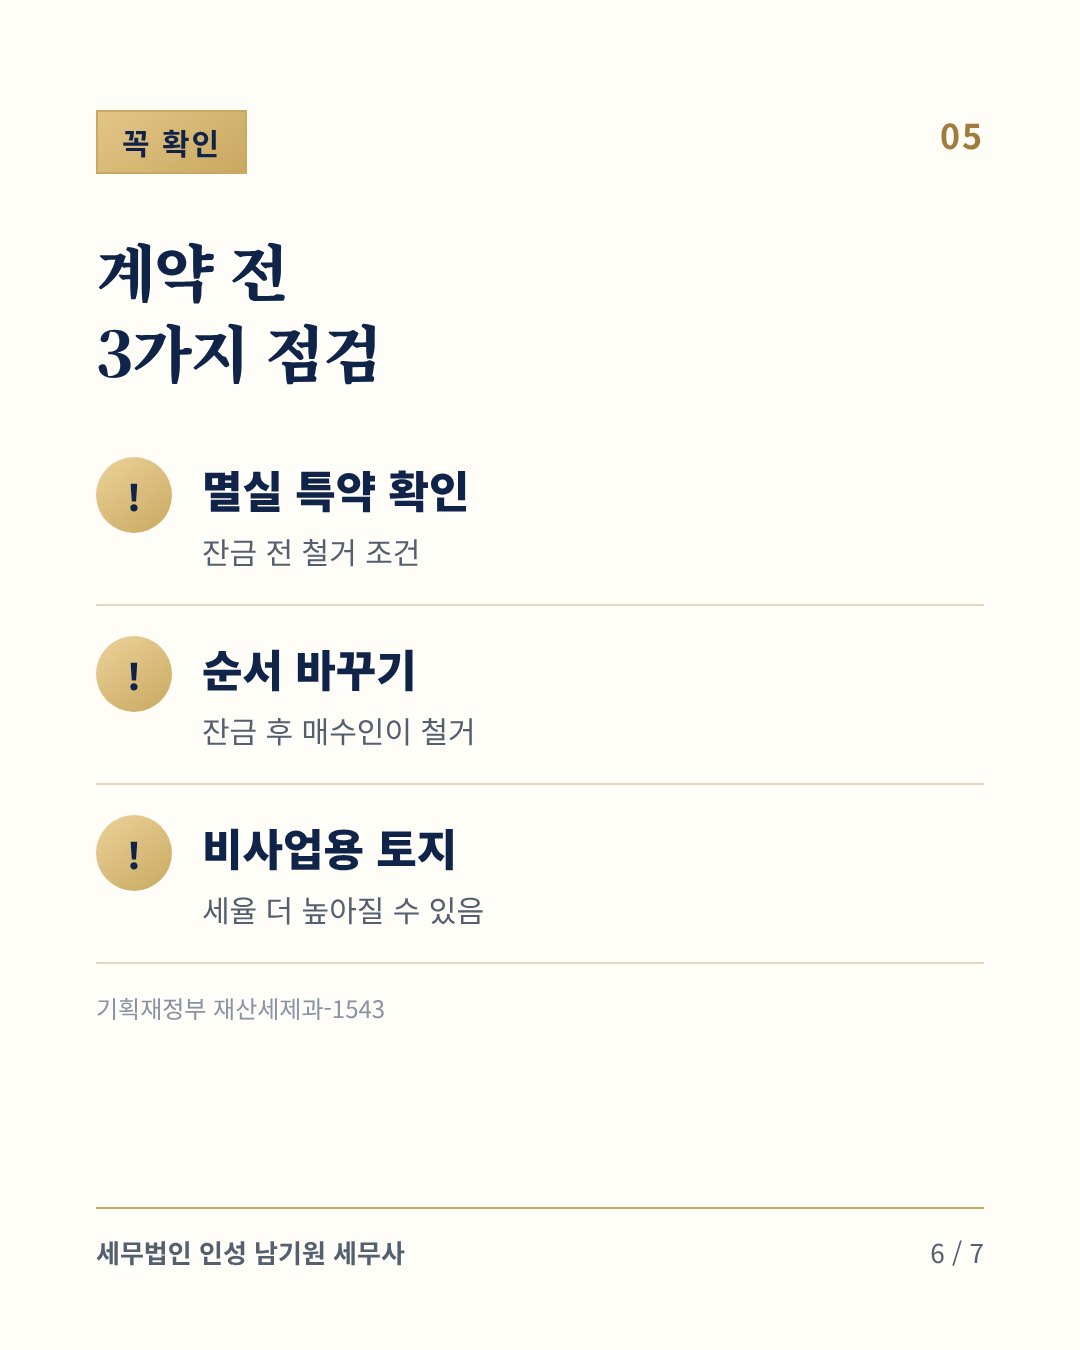 꼭 확인
05
계약 전
3가지 점검
!
멸실 특약 확인
잔금 전 철거 조건
!
순서 바꾸기
잔금 후 매수인이 철거
!
비사업용 토지
세율 더 높아질 수 있음
기획재정부 재산세제과-1543
세무법인 인성 남기원 세무사
6 / 7